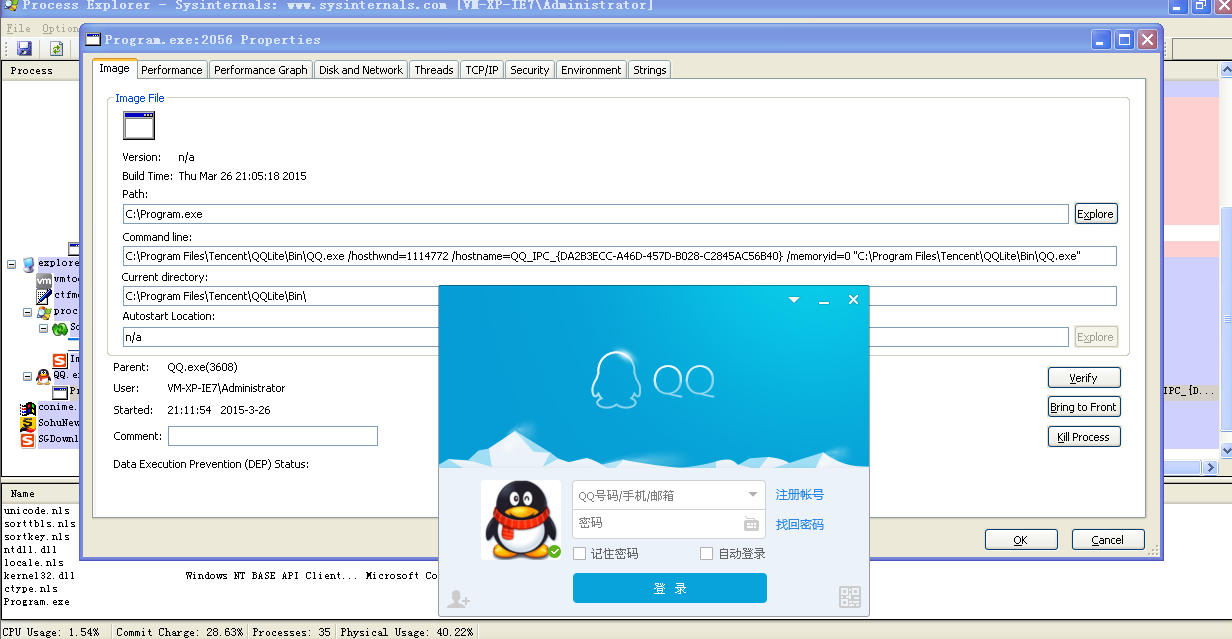 Process Explorer - Sysinternals: www.sysinternals.com [VM-XP-IE7\Administrator]
File Option
Program.exe:2056 Properties
Process
Image Performance Performance Graph Disk and Network Threads TCP/IP Security Environment Strings
Image File
Version: n/a
Build Time: Thu Mar 26 21:05:18 2015
Path:
C:\Program.exe Explore
Command line:
C:\Program Files\Tencent\QQLite\Bin\QQ.exe /hosthwnd=1114772 /hostname=QQ_IPC_{DA2B3ECC-A46D-457D-B028-C2845AC56B40} /memoryid=0 "C:\Program Files\Tencent\QQLite\Bin\QQ.exe"
Current directory:
C:\Program Files\Tencent\QQLite\Bin\
Autostart Location:
n/a Explore
Parent: QQ.exe(3608)
User: VM-XP-IE7\Administrator
Started: 21:11:54 2015-3-26
Comment:
Data Execution Prevention (DEP) Status:
Verify
Bring to Front
Kill Process
OK Cancel
explore
vmtoo
ctfmo
proc
So
In
QQ.e
Pr
conime.
SohuNew
SGDownl
IPC_{D...
QQ
QQ号码/手机/邮箱 注册帐号
密码 找回密码
记住密码 自动登录
登 录
Name
unicode.nls
sorttbls.nls
sortkey.nls
ntdll.dll
locale.nls
kernel32.dll Windows NT BASE API Client... Microsoft Co
ctype.nls
Program.exe
CPU Usage: 1.54% Commit Charge: 28.63% Processes: 35 Physical Usage: 40.22%